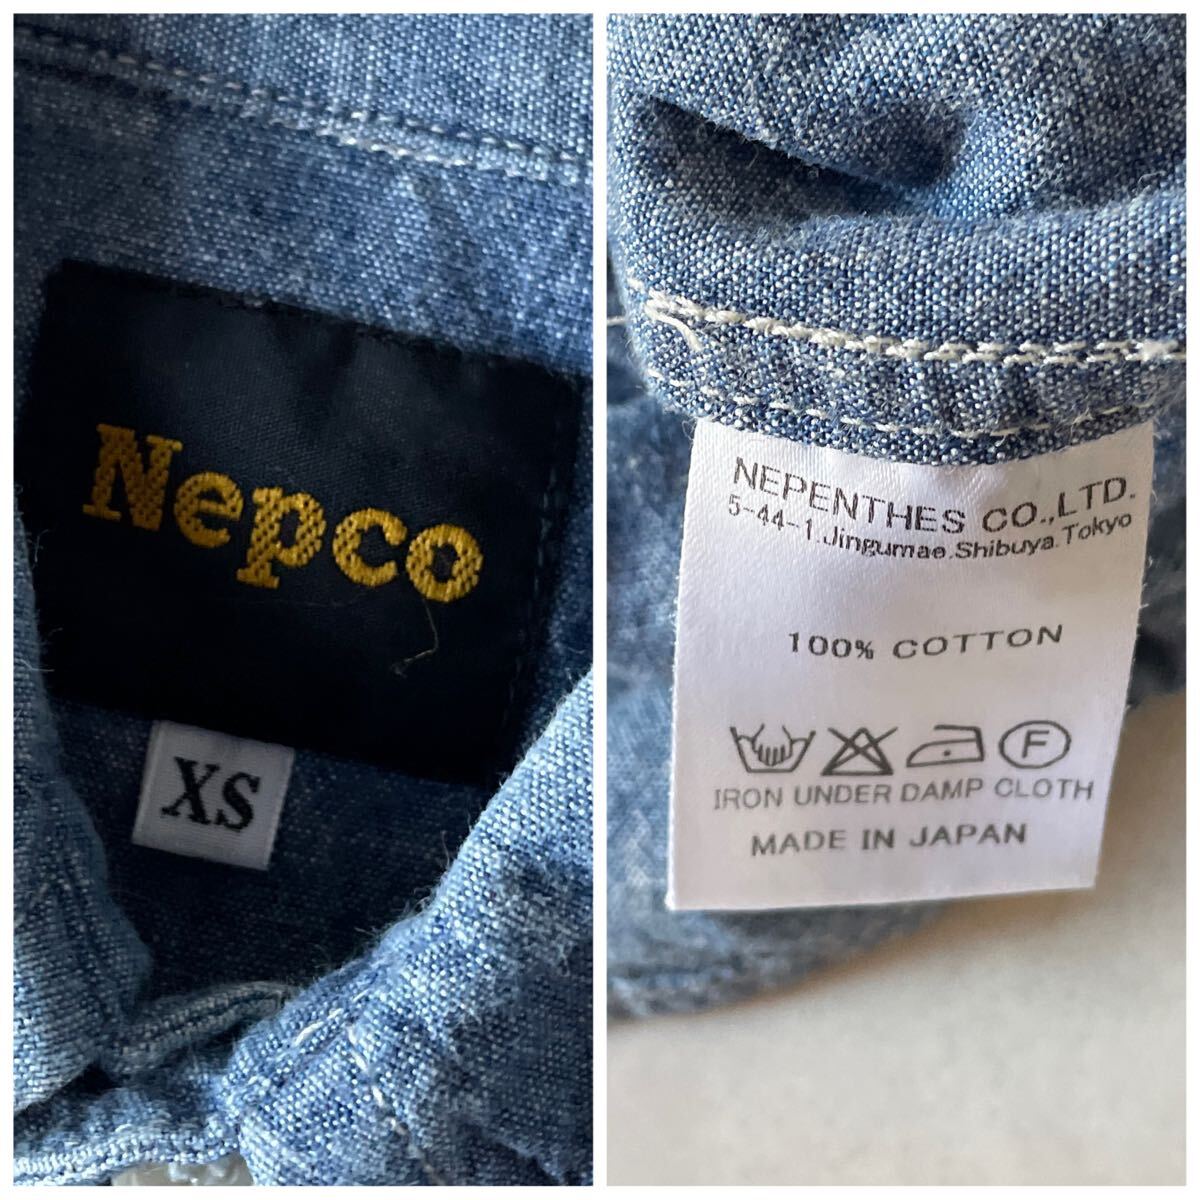 Nepco
XS
NEPENTHES CO.,LTD.
5-44-1.Jingumae.Shibuya.Tokyo
100% COTTON
F
IRON UNDER DAMP CLOTH
MADE IN JAPAN